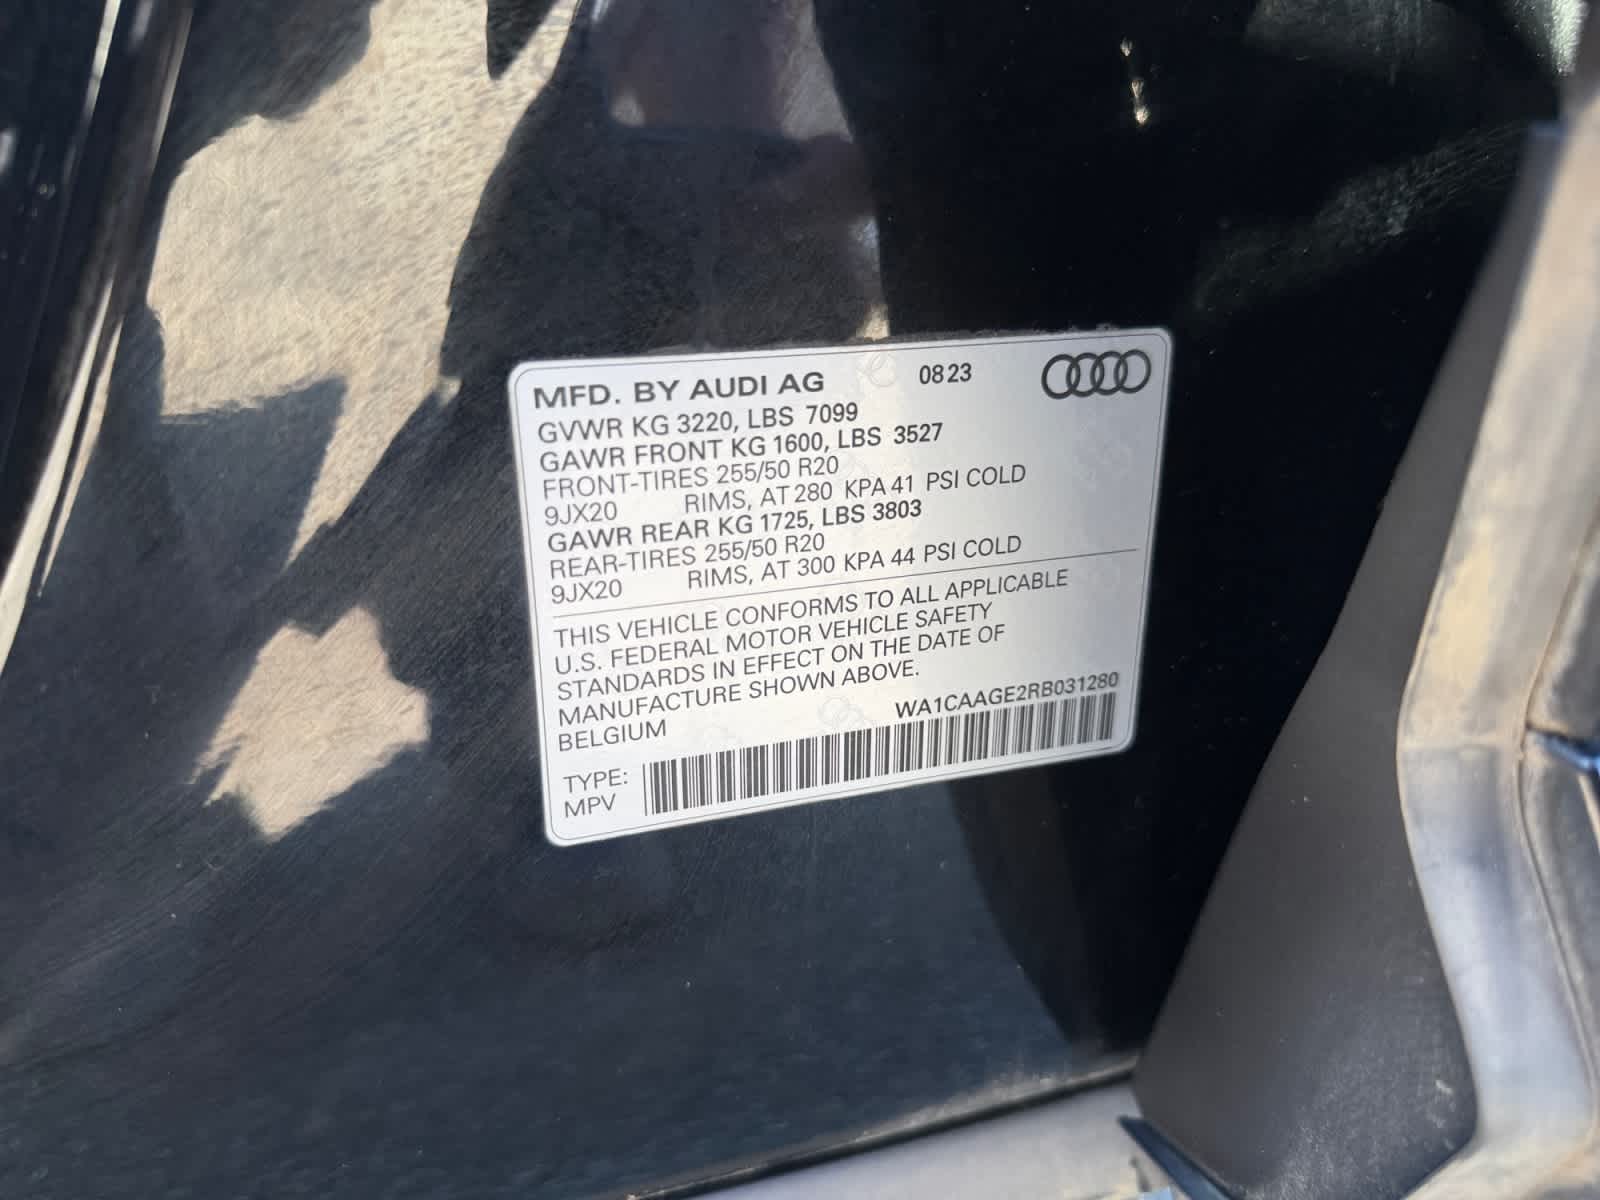 MFD. BY AUDI AG 0823
GVWR KG 3220, LBS 7099
GAWR FRONT KG 1600, LBS 3527
FRONT-TIRES 255/50 R20
9JX20 RIMS, AT 280 KPA 41 PSI COLD
GAWR REAR KG 1725, LBS 3803
REAR-TIRES 255/50 R20
9JX20 RIMS, AT 300 KPA 44 PSI COLD
THIS VEHICLE CONFORMS TO ALL APPLICABLE
U.S. FEDERAL MOTOR VEHICLE SAFETY
STANDARDS IN EFFECT ON THE DATE OF
MANUFACTURE SHOWN ABOVE.
BELGIUM WA1CAAGE2RB031280
TYPE:
MPV